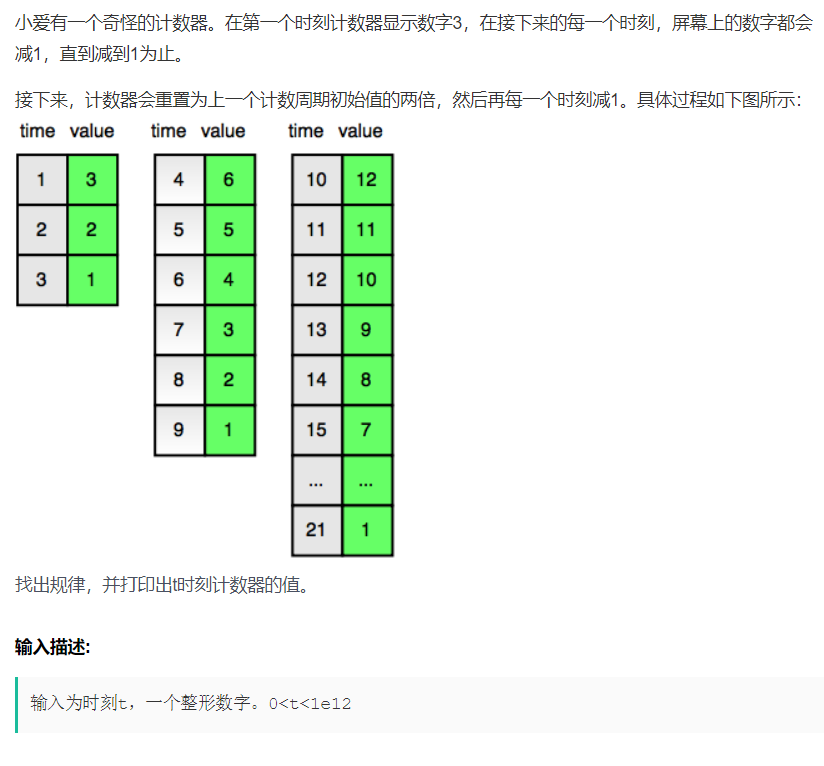 小爱有一个奇怪的计数器。在第一个时刻计数器显示数字3，在接下来的每一个时刻，屏幕上的数字都会
减1，直到减到1为止。
接下来，计数器会重置为上一个计数周期初始值的两倍，然后再每一个时刻减1。具体过程如下图所示：
time value time value time value
1 3 4 6 10 12
2 2 5 5 11 11
3 1 6 4 12 10
7 3 13 9
8 2 14 8
9 1 15 7
... ...
21 1
找出规律，并打印出t时刻计数器的值。
输入描述:
输入为时刻t，一个整形数字。0<t<1e12